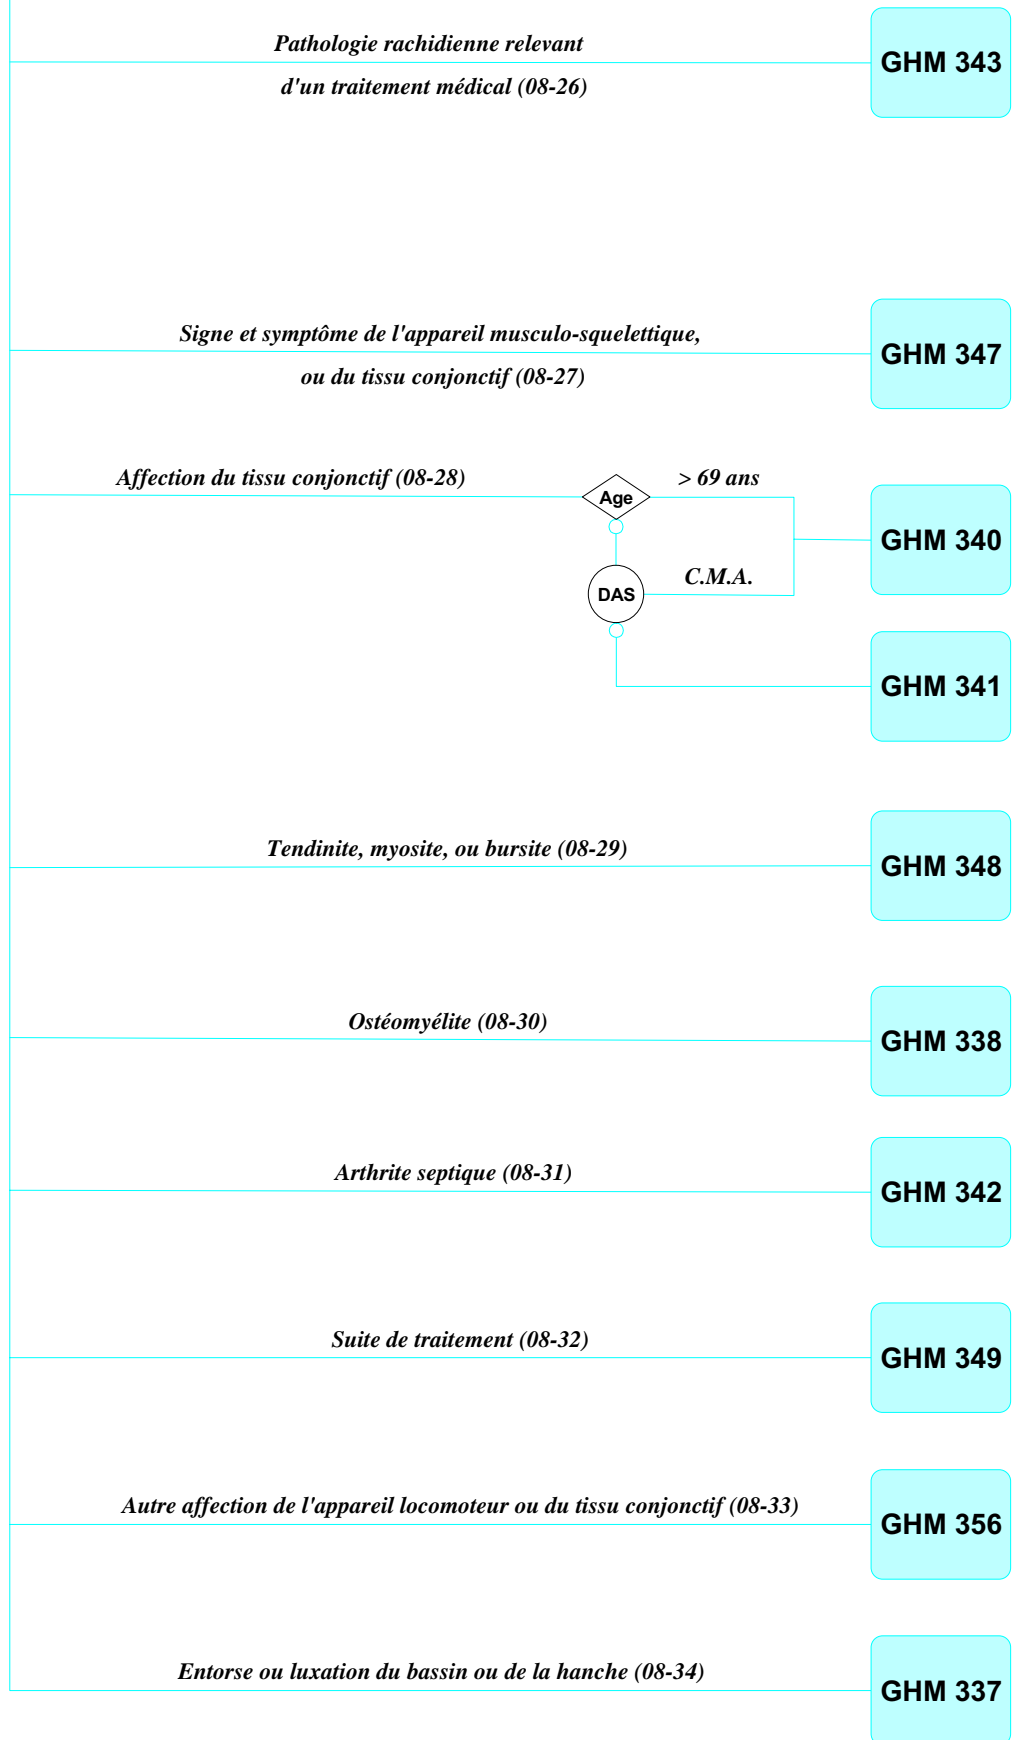 Pathologie rachidienne relevant
d'un traitement médical (08-26)
GHM 343
Signe et symptôme de l'appareil musculo-squelettique,
ou du tissu conjonctif (08-27)
GHM 347
Affection du tissu conjonctif (08-28)
Age
> 69 ans
GHM 340
DAS
C.M.A.
GHM 341
Tendinite, myosite, ou bursite (08-29)
GHM 348
Ostéomyélite (08-30)
GHM 338
Arthrite septique (08-31)
GHM 342
Suite de traitement (08-32)
GHM 349
Autre affection de l'appareil locomoteur ou du tissu conjonctif (08-33)
GHM 356
Entorse ou luxation du bassin ou de la hanche (08-34)
GHM 337